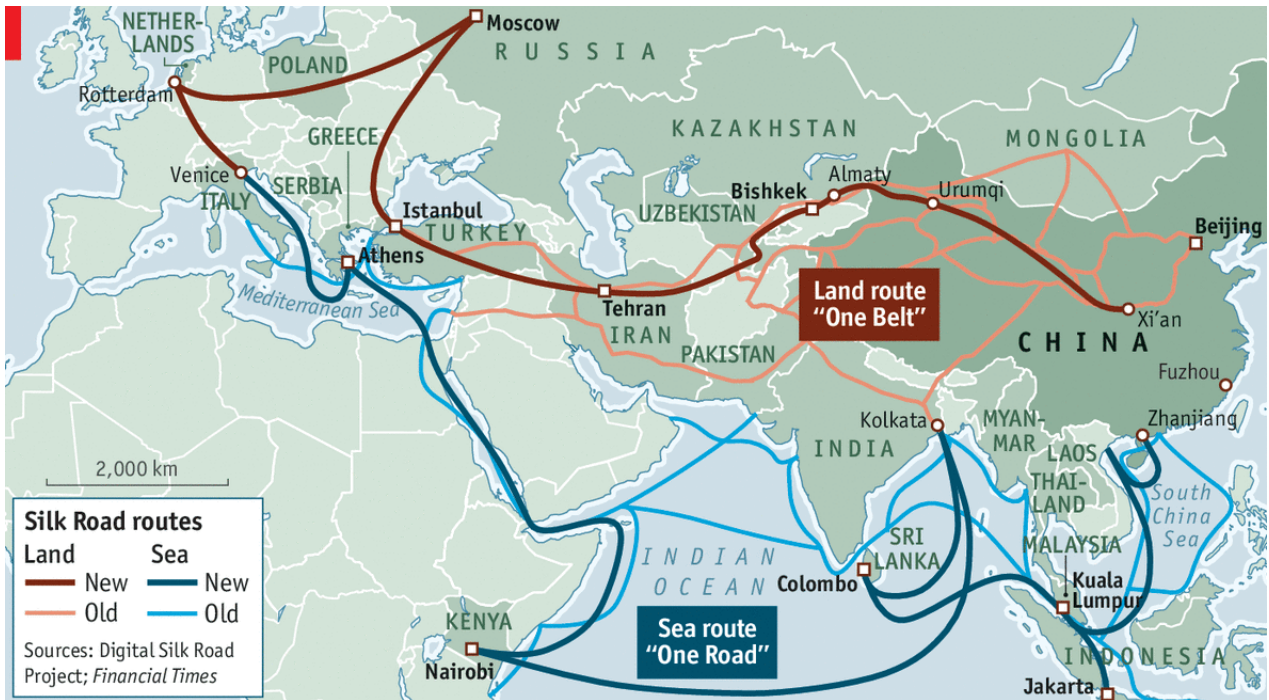 NETHER-
LANDS
Moscow
RUSSIA
POLAND
Rotterdam
GREECE
KAZAKHSTAN
MONGOLIA
Venice
ITALY
SERBIA
Almaty
Bishkek
Urumqi
UZBEKISTAN
Istanbul
TURKEY
Beijing
Athens
Mediterranean Sea
Tehran
IRAN
Land route
“One Belt”
Xi’an
PAKISTAN
CHINA
Fuzhou
Kolkata
MYAN-
MAR
Zhanjiang
INDIA
LAOS
THAI-
LAND
South
China
Sea
2,000 km
SRI
LANKA
MALAYSIA
INDIAN
OCEAN
Colombo
Kuala
Lumpur
KENYA
Nairobi
Sea route
“One Road”
INDONESIA
Jakarta
Silk Road routes
Land Sea
New New
Old Old
Sources: Digital Silk Road
Project; Financial Times